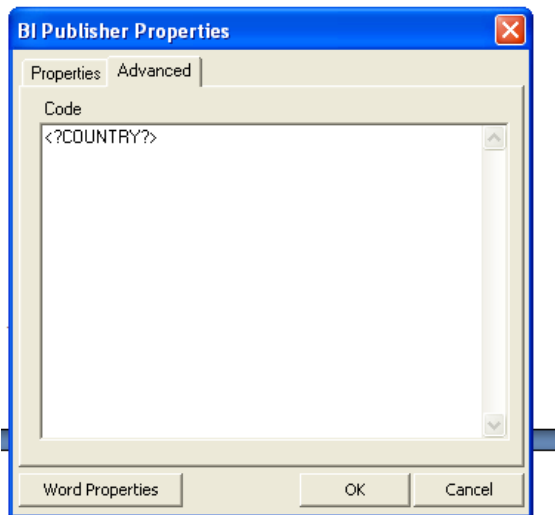 BI Publisher Properties
Properties Advanced
Code
<?COUNTRY?>
Word Properties OK Cancel